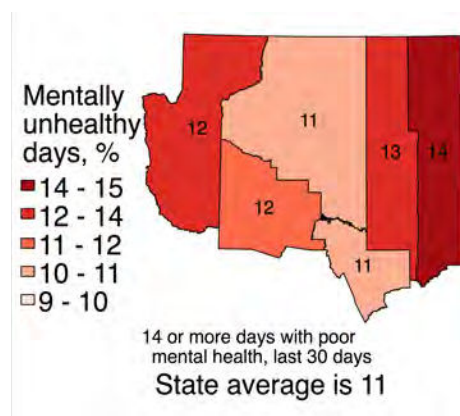 Mentally
unhealthy
days, %
14 - 15
12 - 14
11 - 12
10 - 11
9 - 10
12
11
13
14
12
11
14 or more days with poor
mental health, last 30 days
State average is 11